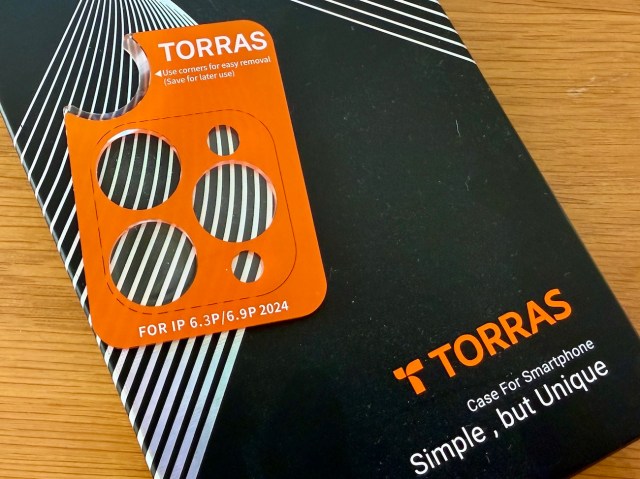 TORRAS
◀Use corners for easy removal
(Save for later use)
FOR IP 6.3P/6.9P 2024
TORRAS
Case For Smartphone
Simple , but Unique